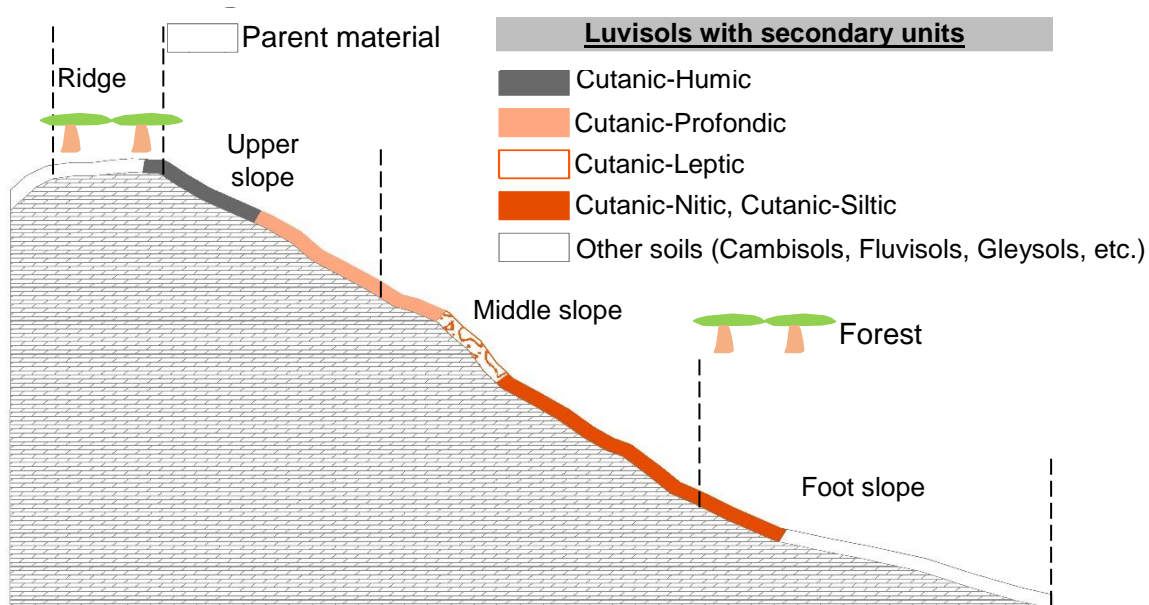 Parent material
Ridge
Upper
slope
Middle slope
Forest
Foot slope
Luvisols with secondary units
Cutanic-Humic
Cutanic-Profondic
Cutanic-Leptic
Cutanic-Nitic, Cutanic-Siltic
Other soils (Cambisols, Fluvisols, Gleysols, etc.)